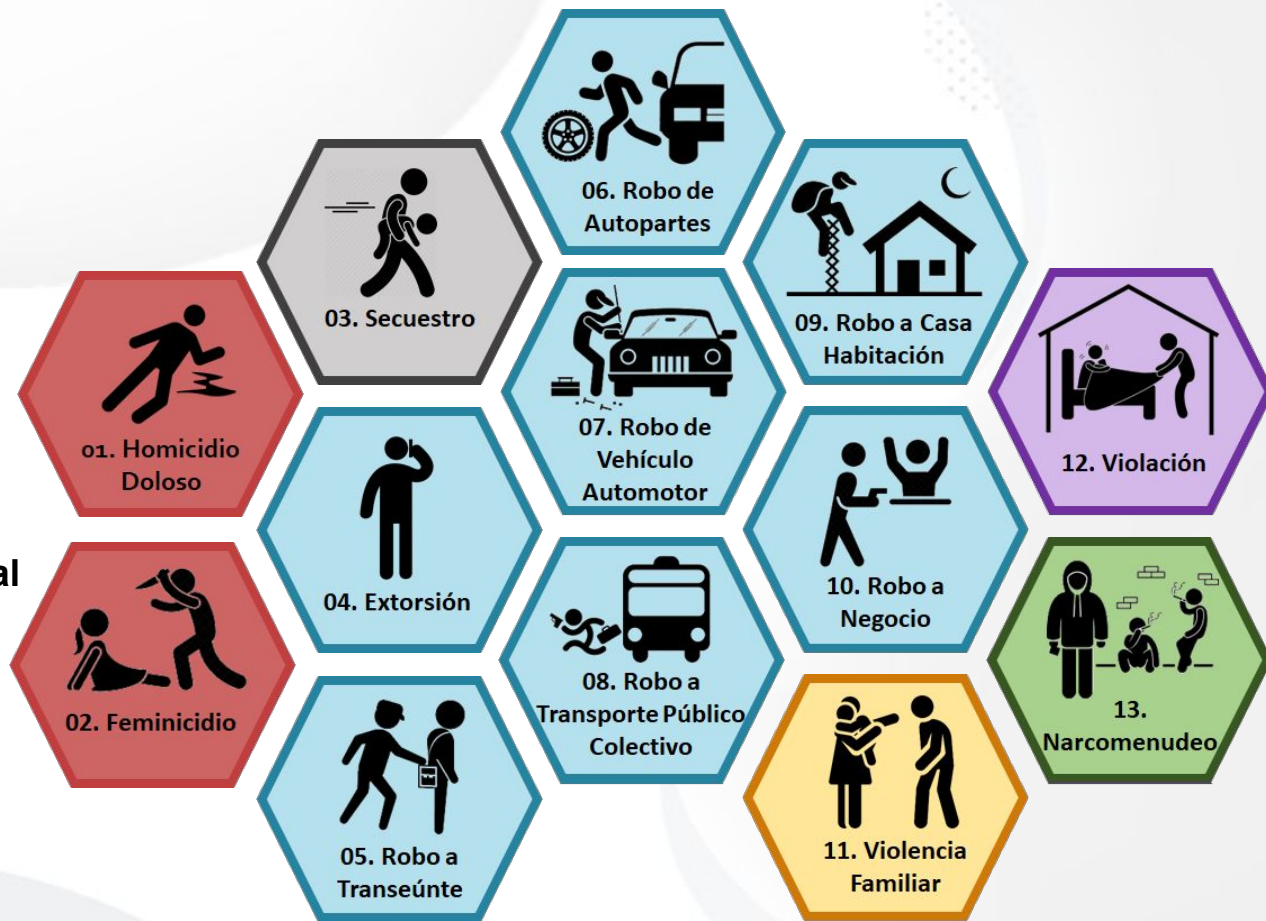 01. Homicidio
Doloso
al
02. Feminicidio
03. Secuestro
04. Extorsión
05. Robo a
Transeúnte
06. Robo de
Autopartes
07. Robo de
Vehículo
Automotor
08. Robo a
Transporte Público
Colectivo
09. Robo a Casa
Habitación
10. Robo a
Negocio
11. Violencia
Familiar
12. Violación
13.
Narcomenudeo